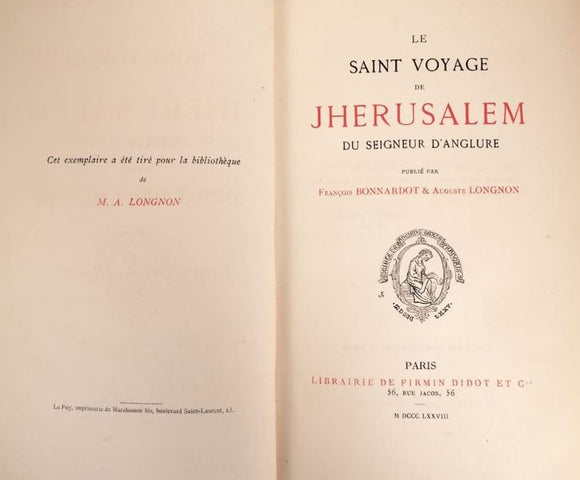 Cet exemplaire a été tiré pour la bibliothèque
de
M. A. LONGNON
Le Puy, imprimerie de Marchessou fils, boulevard Saint-Laurent, 23.
LE
SAINT VOYAGE
DE
JHERUSALEM
DU SEIGNEUR D'ANGLURE
PUBLIÉ PAR
FRANÇOIS BONNARDOT & AUGUSTE LONGNON
MDCCC LXXV
PARIS
LIBRAIRIE DE FIRMIN DIDOT ET Cie
56, RUE JACOB, 56
M DCCC LXXVIII